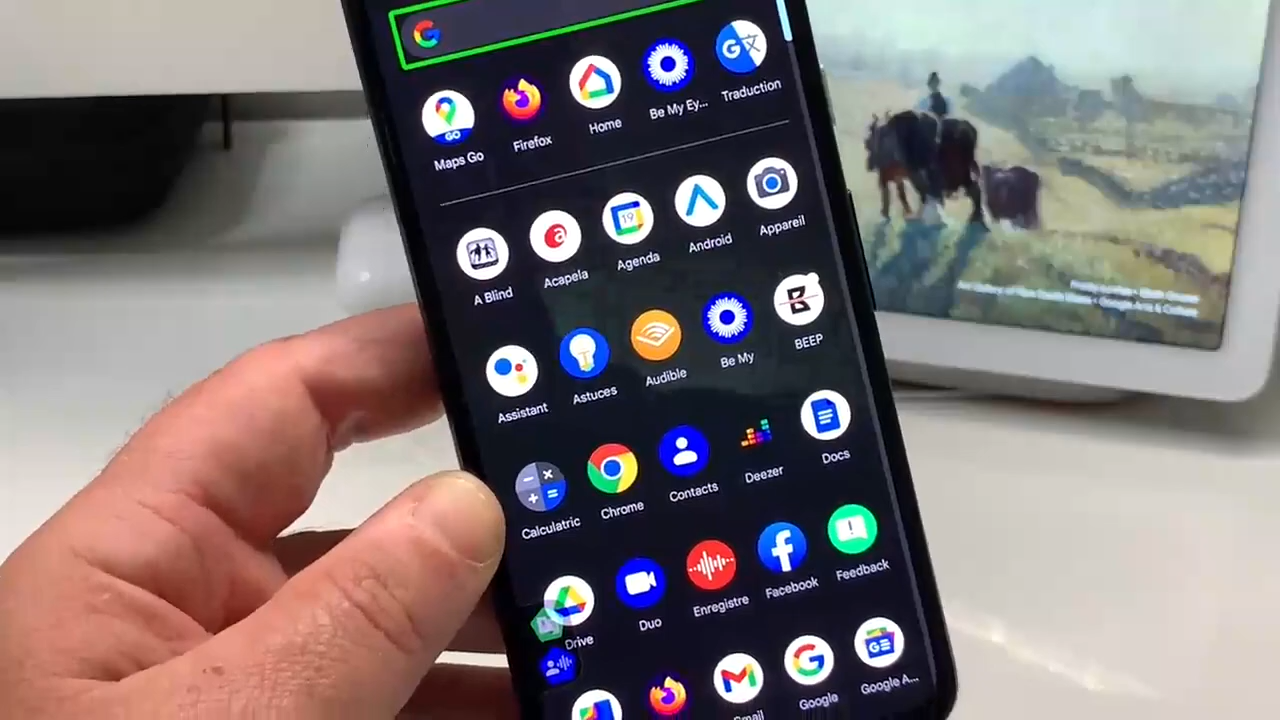 Maps Go
Firefox
Home
Be My Ey...
Traduction
A Blind
Acapela
19
Agenda
Android
Appareil
Assistant
Astuces
Audible
Be My
BEEP
Calculatric
Chrome
Contacts
Deezer
Docs
Drive
Duo
Enregistre
Facebook
Feedback
Gmail
Google
Google A...